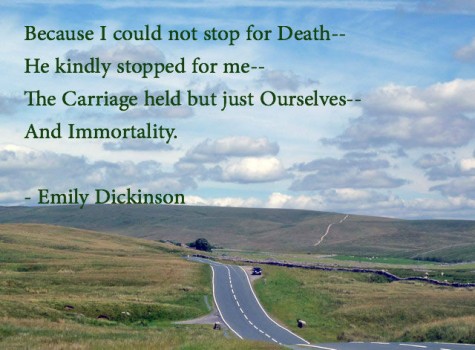 Because I could not stop for Death--
He kindly stopped for me--
The Carriage held but just Ourselves--
And Immortality.
- Emily Dickinson